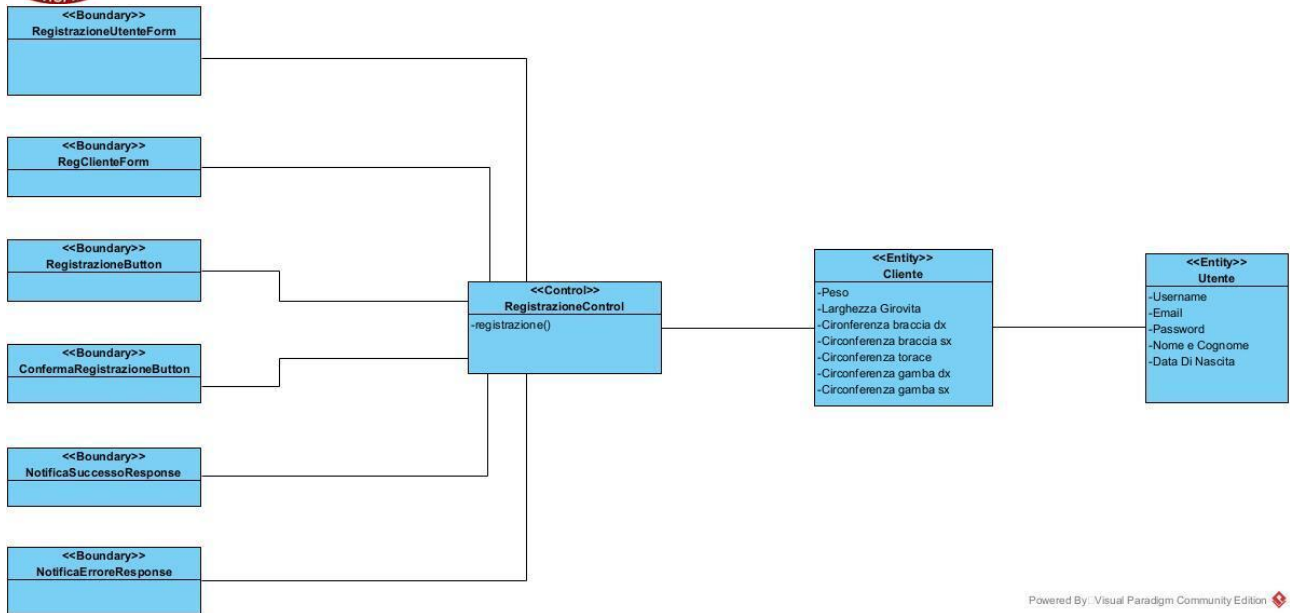 <<Boundary>>
RegistrazioneUtenteForm
<<Boundary>>
RegClienteForm
<<Boundary>>
RegistrazioneButton
<<Boundary>>
ConfermaRegistrazioneButton
<<Boundary>>
NotificaSuccessoResponse
<<Boundary>>
NotificaErroreResponse
<<Control>>
RegistrazioneControl
-registrazione()
<<Entity>>
Cliente
-Peso
-Larghezza Girovita
-Cironferenza braccia dx
-Circonferenza braccia sx
-Circonferenza torace
-Circonferenza gamba dx
-Circonferenza gamba sx
<<Entity>>
Utente
-Username
-Email
-Password
-Nome e Cognome
-Data Di Nascita
Powered By Visual Paradigm Community Edition